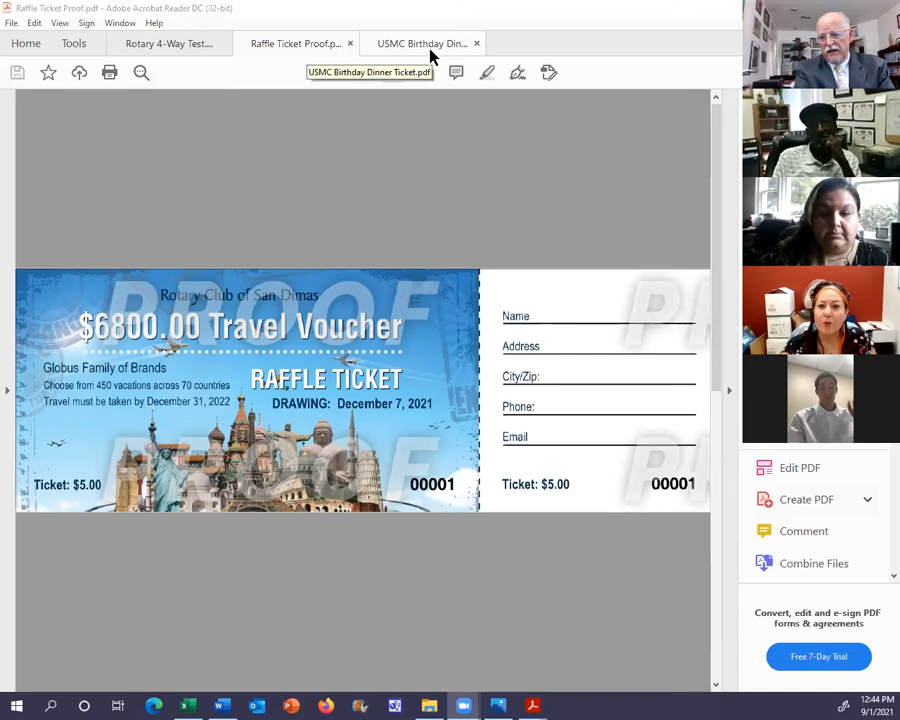 Raffle Ticket Proof.pdf - Adobe Acrobat Reader DC (32-bit)
File Edit View Sign Window Help
Home Tools Rotary 4-Way Test.... Raffle Ticket Proof.p... × USMC Birthday Din... ×
USMC Birthday Dinner Ticket.pdf
PROOF
Rotary Club of San Dimas
$6800.00 Travel Voucher
Globus Family of Brands
Choose from 450 vacations across 70 countries
Travel must be taken by December 31, 2022
RAFFLE TICKET
DRAWING: December 7, 2021
PROOF
Ticket: $5.00 00001
Name
Address
City/Zip:
Phone:
Email
Ticket: $5.00 00001
Edit PDF
Create PDF
Comment
Combine Files
Convert, edit and e-sign PDF
forms & agreements
Free 7-Day Trial
12:44 PM
9/1/2021